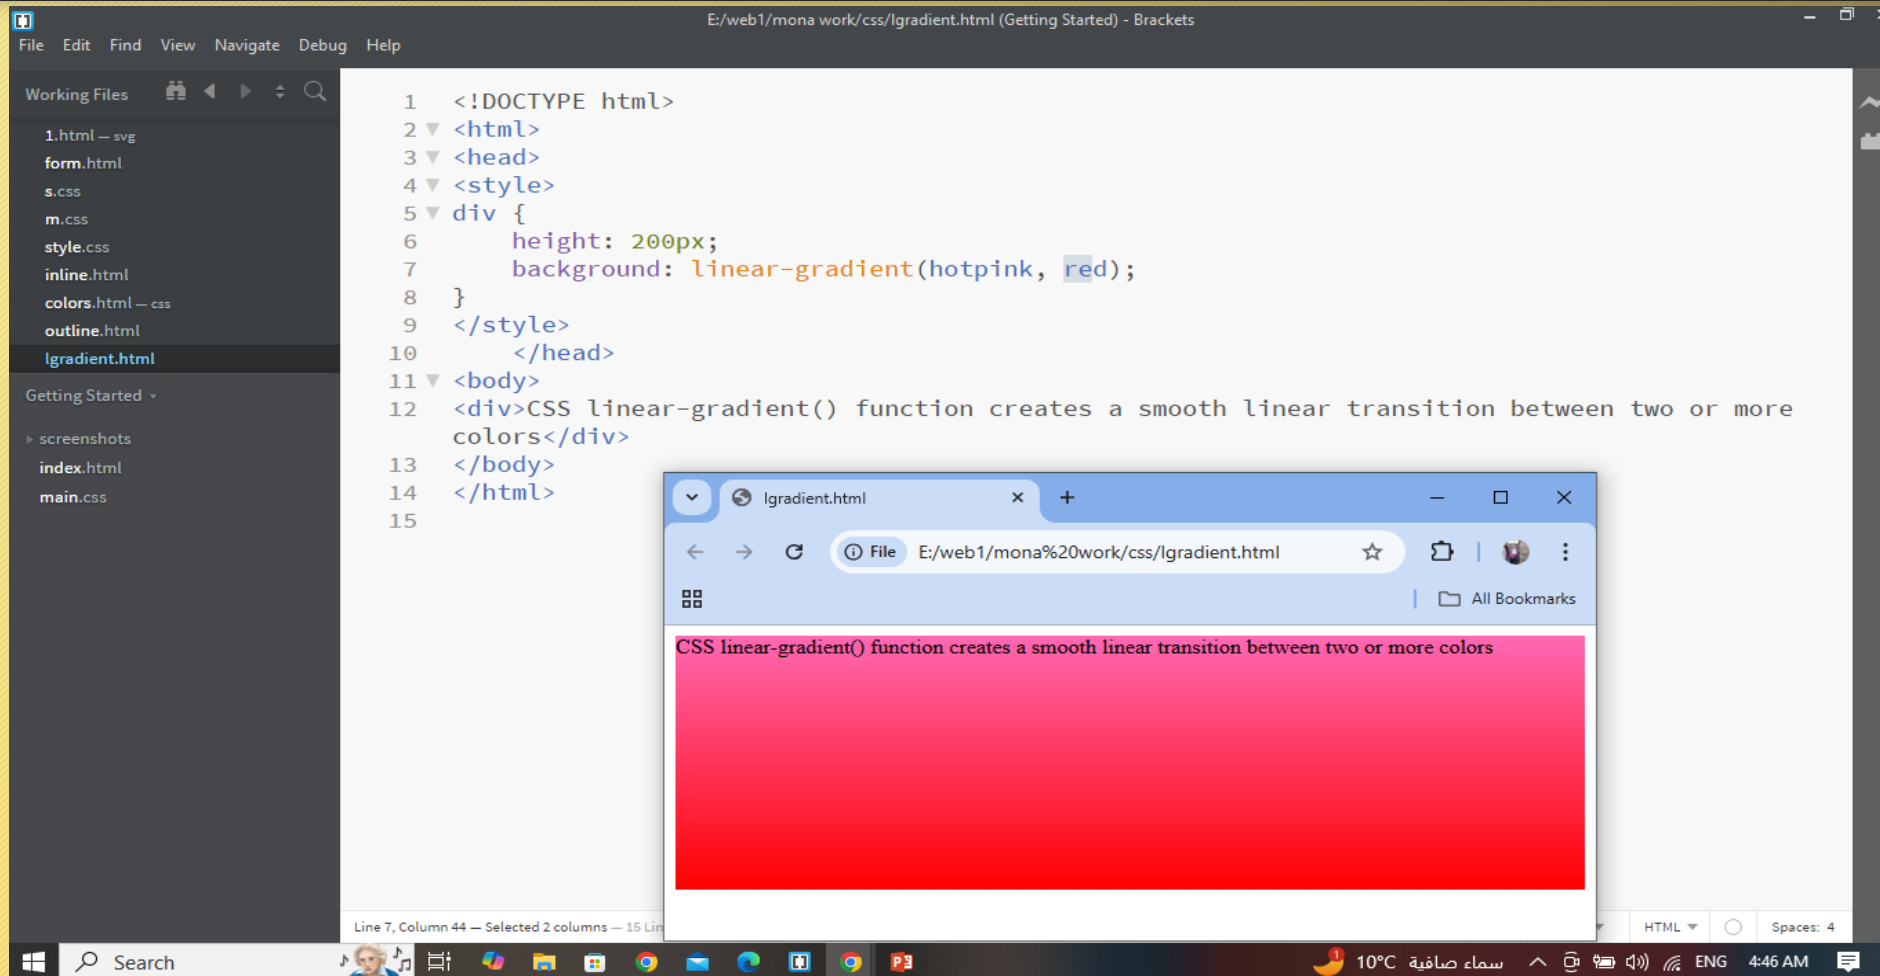 E:/web1/mona work/css/lgradient.html (Getting Started) - Brackets
File Edit Find View Navigate Debug Help
Working Files
1.html — svg
form.html
s.css
m.css
style.css
inline.html
colors.html — css
outline.html
lgradient.html
Getting Started
screenshots
index.html
main.css
1 <!DOCTYPE html>
2 <html>
3 <head>
4 <style>
5 div {
6 height: 200px;
7 background: linear-gradient(hotpink, red);
8 }
9 </style>
10 </head>
11 <body>
12 <div>CSS linear-gradient() function creates a smooth linear transition between two or more
colors</div>
13 </body>
14 </html>
15
lgradient.html
File E:/web1/mona%20work/css/lgradient.html
All Bookmarks
CSS linear-gradient() function creates a smooth linear transition between two or more colors
Line 7, Column 44 — Selected 2 columns — 15 Lin
HTML Spaces: 4
Search
1 10°C سماء صافية ENG 4:46 AM